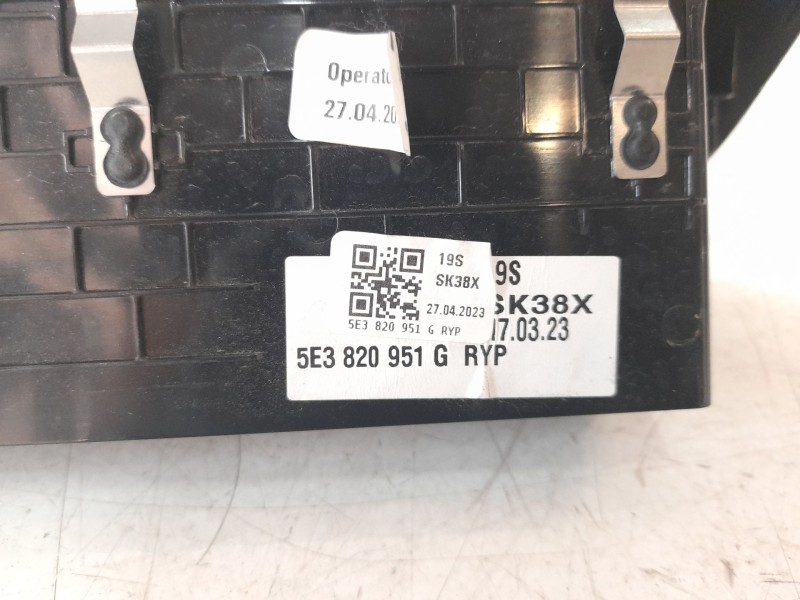 Operato
27.04.20
19S
SK38X
27.04.2023
5E3 820 951 G RYP
9S
SK38X
17.03.23
5E3 820 951 G RYP